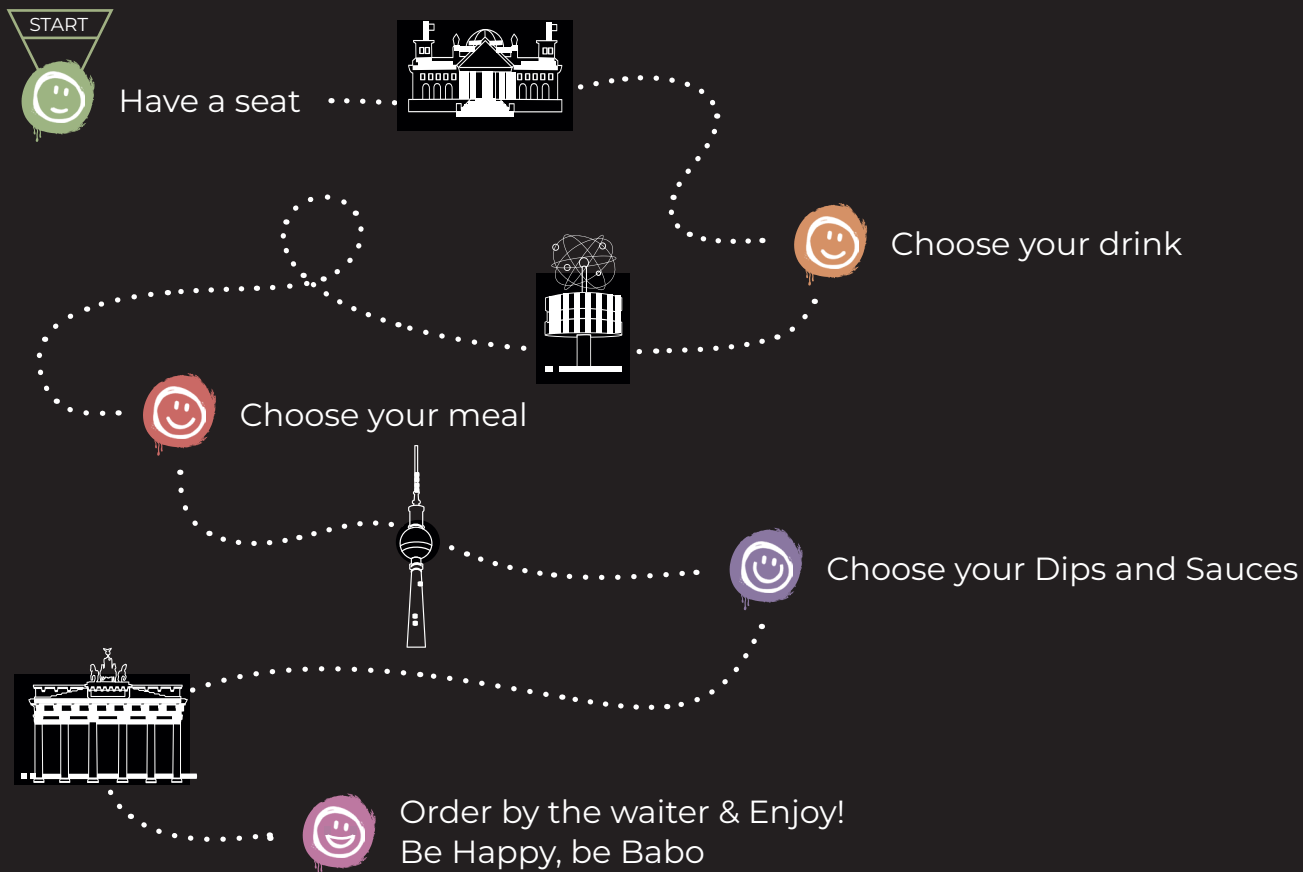 START
Have a seat
Choose your drink
Choose your meal
Choose your Dips and Sauces
Order by the waiter & Enjoy!
Be Happy, be Babo